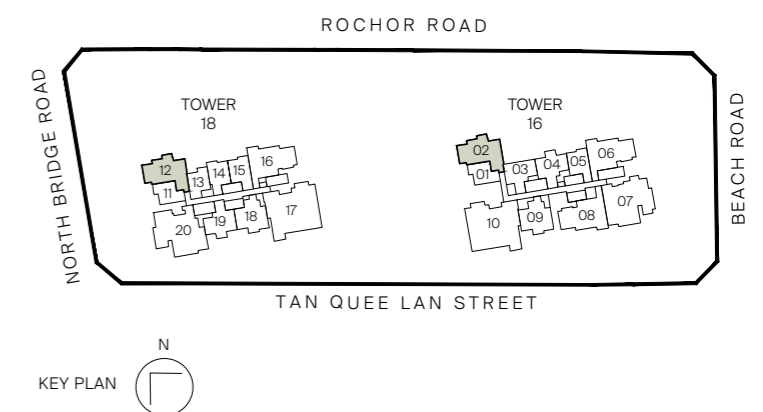 ROCHOR ROAD
NORTH BRIDGE ROAD
BEACH ROAD
TOWER
18
12
11
13
14
15
16
17
18
19
20
TOWER
16
02
01
03
04
05
06
07
08
09
10
TAN QUEE LAN STREET
N
KEY PLAN